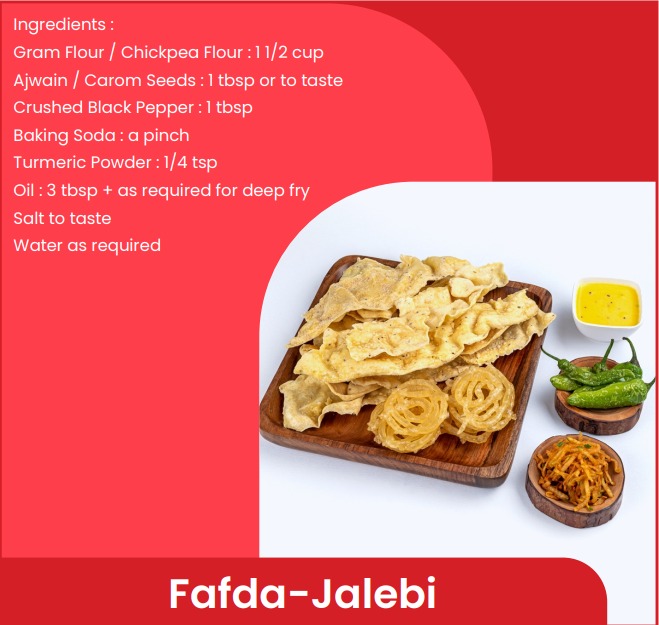 Ingredients :
Gram Flour / Chickpea Flour : 1 1/2 cup
Ajwain / Carom Seeds : 1 tbsp or to taste
Crushed Black Pepper : 1 tbsp
Baking Soda : a pinch
Turmeric Powder : 1/4 tsp
Oil : 3 tbsp + as required for deep fry
Salt to taste
Water as required
Fafda-Jalebi